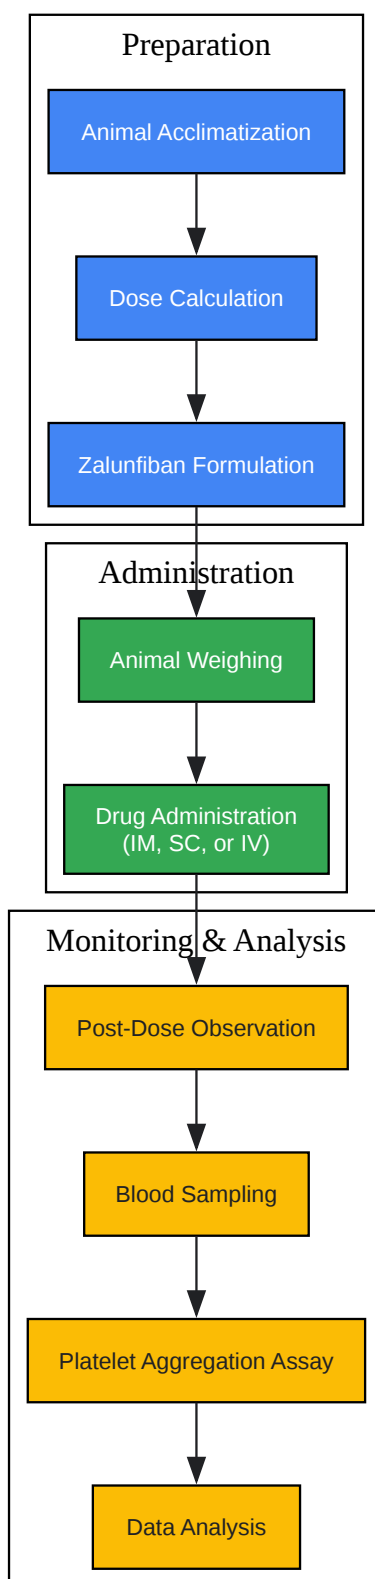 Preparation
Animal Acclimatization
Dose Calculation
Zalunfiban Formulation
Administration
Animal Weighing
Drug Administration
(IM, SC, or IV)
Monitoring & Analysis
Post-Dose Observation
Blood Sampling
Platelet Aggregation Assay
Data Analysis